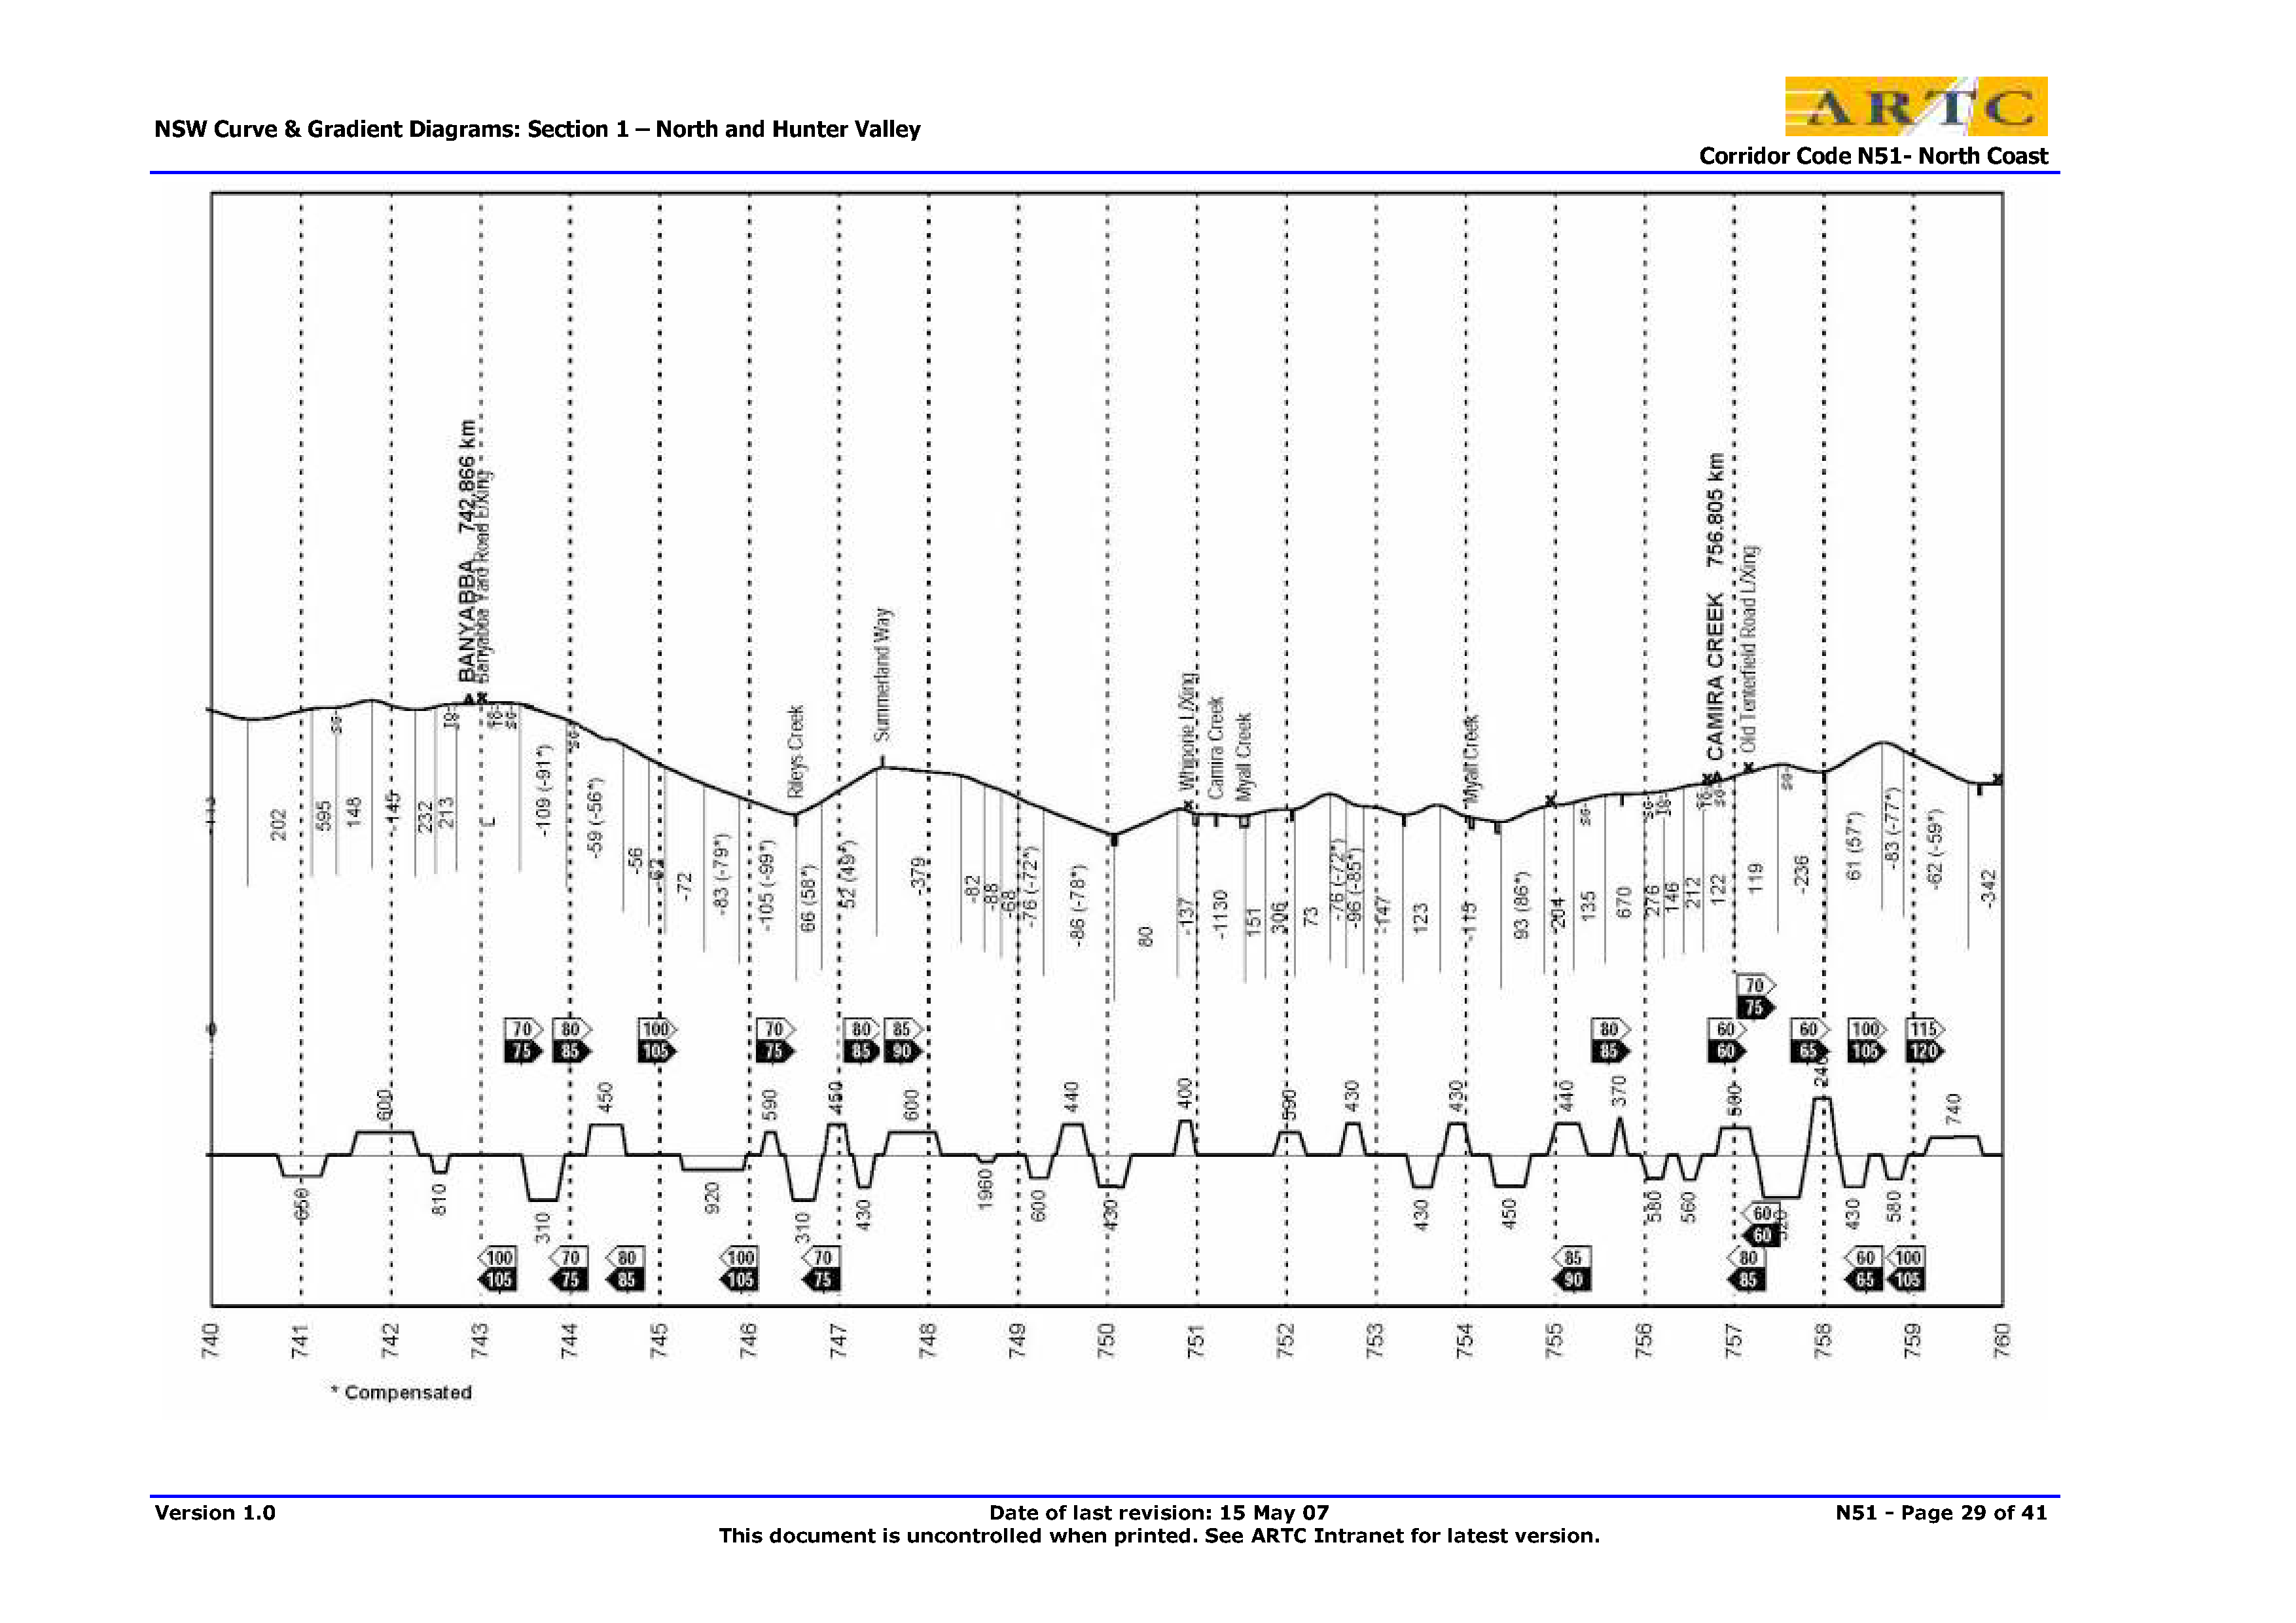 ARTC
NSW Curve & Gradient Diagrams: Section 1 – North and Hunter Valley
Corridor Code N51- North Coast
BANYABBA 742.866 km
Banyabba Yard Road L/Xing
Rileys Creek
Summerland Way
Whipone L/Xing
Camira Creek
Myall Creek
Myall Creek
CAMIRA CREEK 756.805 km
Old Tenterfield Road L/Xing
202 595 148 -145 232 213 L -109 (-91*) -59 (-56*) -56 -62 -72 -83 (-79*) -105 (-99*) 66 (58*) 52 (49*) -379 -82 -88 -68 -76 (-72*) -86 (-78*) 80 -137 -1130 151 306 73 -76 (-72*) -96 (-85*) -147 123 -115 93 (86*) -204 135 670 276 146 212 122 119 -236 61 (57*) -83 (-77*) -62 (-59*) -342
70
75
70 80 100 70 80 85 80 60 60 100 115
75 85 105 75 85 90 85 60 65 105 120
600 450 590 450 600 440 400 590 430 430 440 370 590 240 740
650 810 310 920 310 430 1960 600 430 430 450 580 560 320 430 580
60
60
100 70 80 100 70 85 80 60 100
105 75 85 105 75 90 85 65 105
740 741 742 743 744 745 746 747 748 749 750 751 752 753 754 755 756 757 758 759 760
* Compensated
Version 1.0
Date of last revision: 15 May 07
N51 - Page 29 of 41
This document is uncontrolled when printed. See ARTC Intranet for latest version.